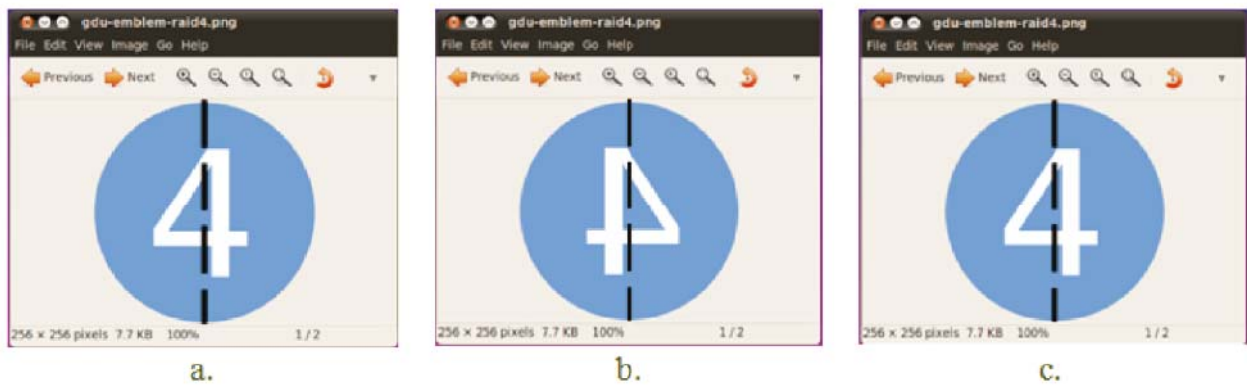 gdu-emblem-raid4.png
File Edit View Image Go Help
Previous Next
4
256 × 256 pixels 7.7 KB 100% 1 / 2
a.
gdu-emblem-raid4.png
File Edit View Image Go Help
Previous Next
4
256 × 256 pixels 7.7 KB 100% 1 / 2
b.
gdu-emblem-raid4.png
File Edit View Image Go Help
Previous Next
4
256 × 256 pixels 7.7 KB 100% 1 / 2
c.